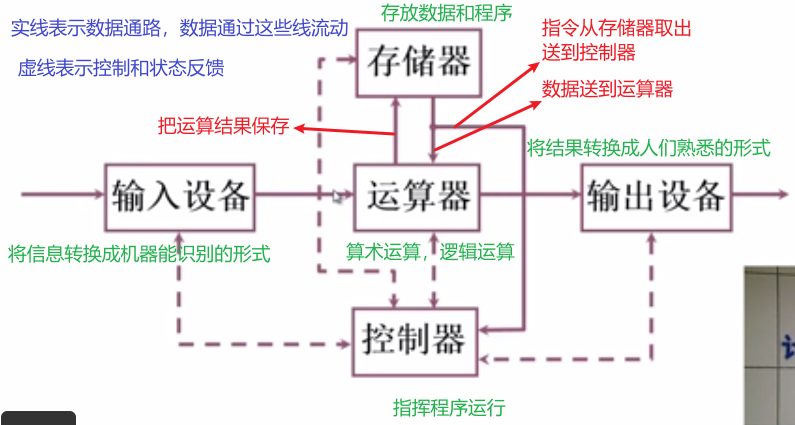 存放数据和程序
实线表示数据通路，数据通过这些线流动
指令从存储器取出
送到控制器
虚线表示控制和状态反馈
存储器
数据送到运算器
把运算结果保存
将结果转换成人们熟悉的形式
输入设备
运算器
输出设备
将信息转换成机器能识别的形式
算术运算，逻辑运算
控制器
指挥程序运行